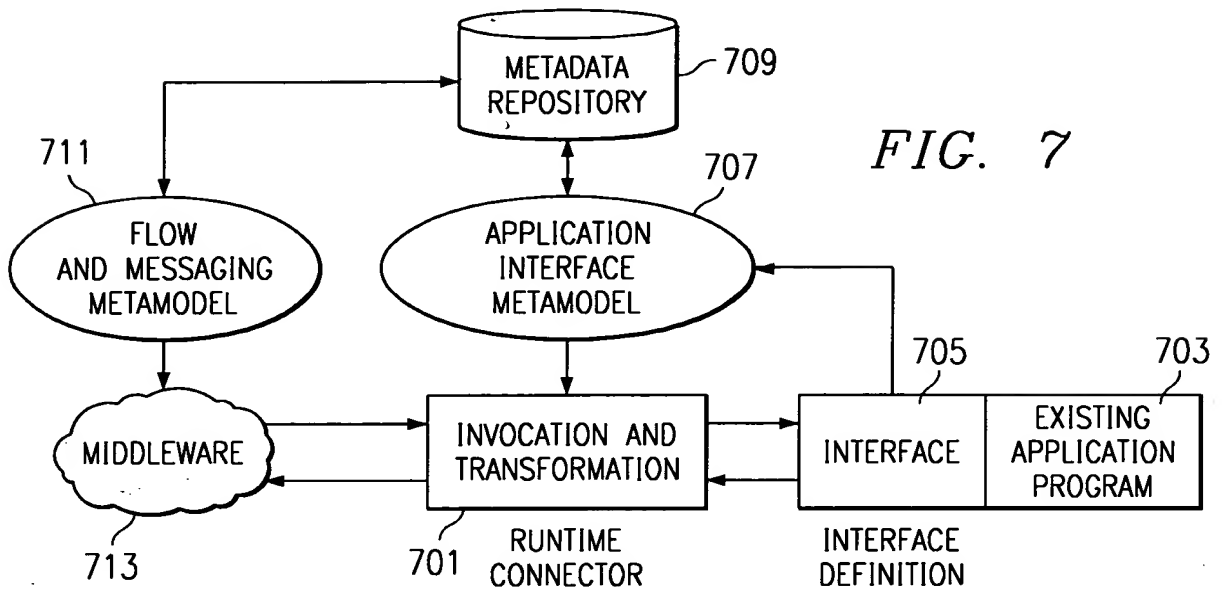 METADATA
REPOSITORY
709
FIG. 7
711
707
FLOW
AND MESSAGING
METAMODEL
APPLICATION
INTERFACE
METAMODEL
705
703
MIDDLEWARE
INVOCATION AND
TRANSFORMATION
INTERFACE
EXISTING
APPLICATION
PROGRAM
713
701
RUNTIME
CONNECTOR
INTERFACE
DEFINITION